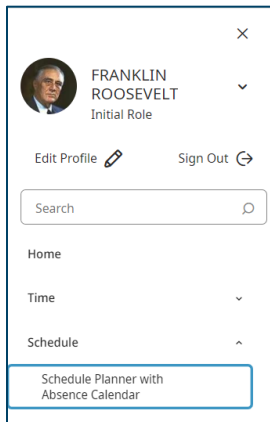 FRANKLIN
ROOSEVELT
Initial Role
Edit Profile
Sign Out
Search
Home
Time
Schedule
Schedule Planner with
Absence Calendar